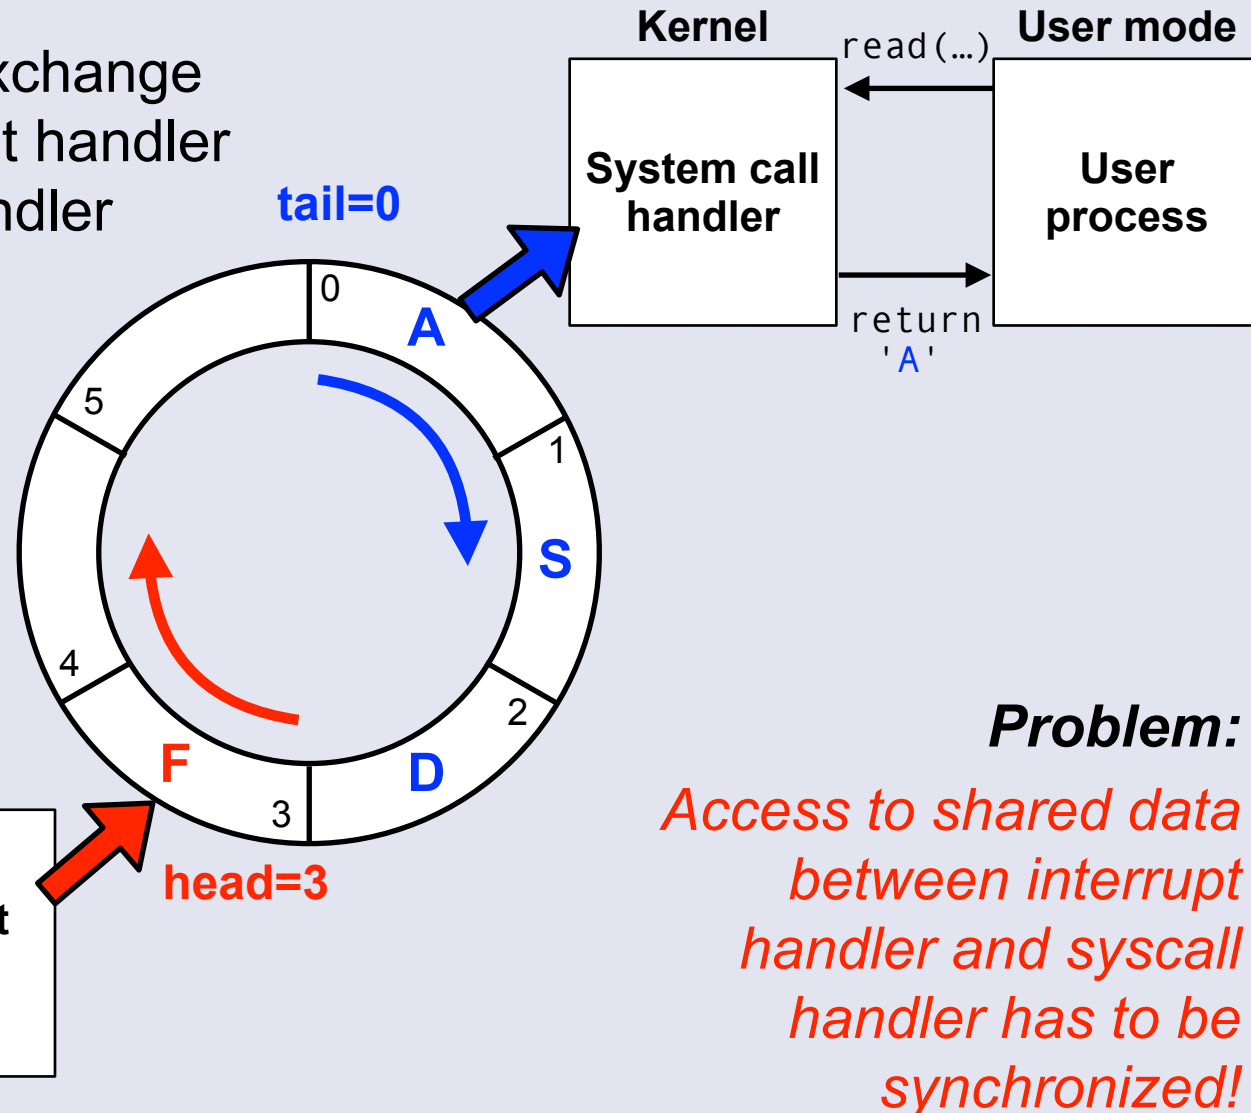 Kernel
User mode
xchange
t handler
ndler
read(…)
System call
handler
User
process
return
'A'
tail=0
0
A
1
S
2
D
3
F
4
5
head=3
t
Problem:
Access to shared data
between interrupt
handler and syscall
handler has to be
synchronized!